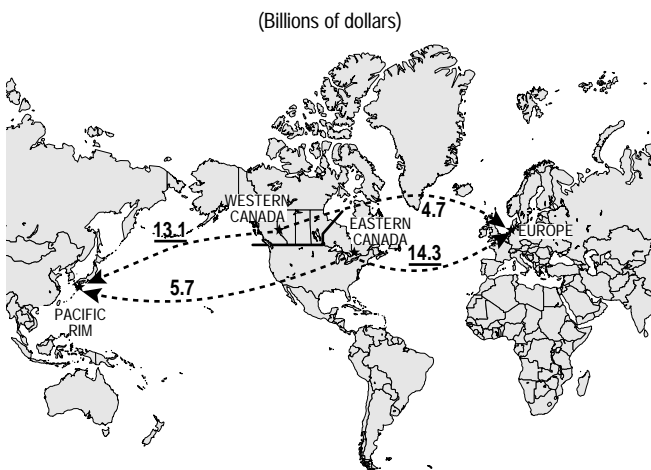 (Billions of dollars)
WESTERN
CANADA
4.7
13.1
EASTERN
CANADA
EUROPE
14.3
5.7
PACIFIC
RIM